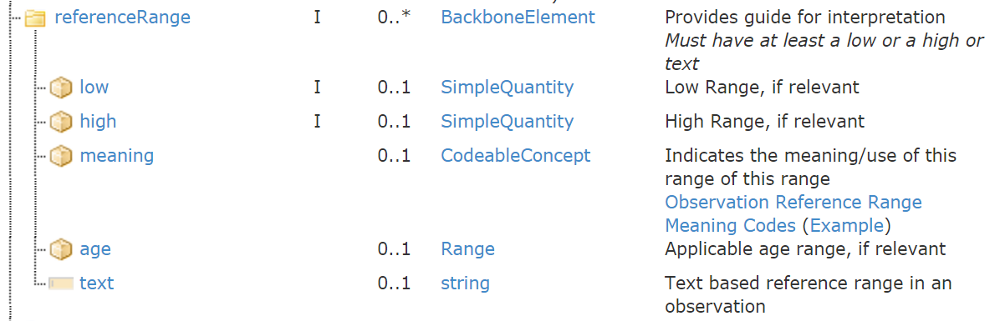 referenceRange I 0..* BackboneElement Provides guide for interpretation
Must have at least a low or a high or
text
low I 0..1 SimpleQuantity Low Range, if relevant
high I 0..1 SimpleQuantity High Range, if relevant
meaning 0..1 CodeableConcept Indicates the meaning/use of this
range of this range
Observation Reference Range
Meaning Codes (Example)
age 0..1 Range Applicable age range, if relevant
text 0..1 string Text based reference range in an
observation